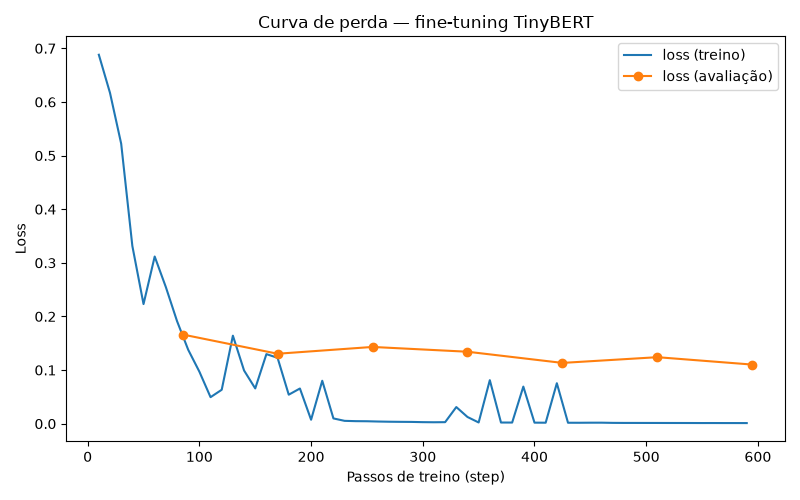 Curva de perda — fine-tuning TinyBERT
loss (treino)
loss (avaliação)
Loss
0.7
0.6
0.5
0.4
0.3
0.2
0.1
0.0
0 100 200 300 400 500 600
Passos de treino (step)